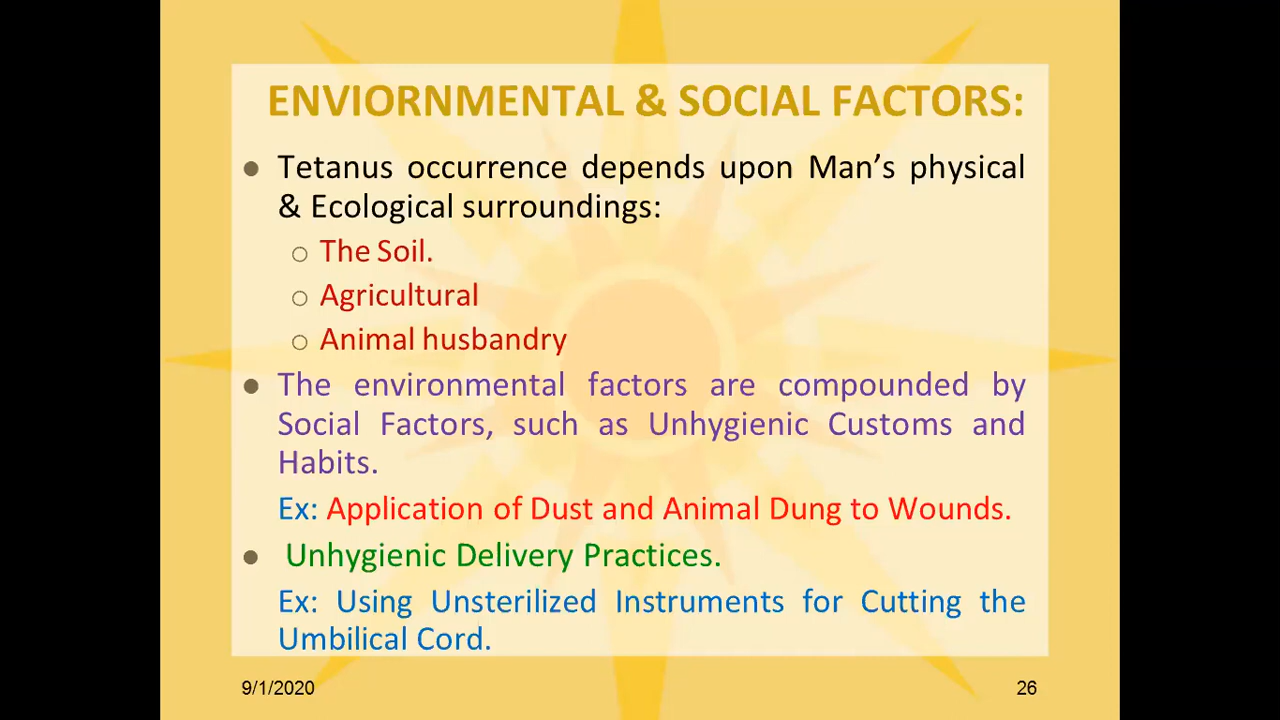 ENVIORNMENTAL & SOCIAL FACTORS:
● Tetanus occurrence depends upon Man's physical
& Ecological surroundings:
○ The Soil.
○ Agricultural
○ Animal husbandry
● The environmental factors are compounded by
Social Factors, such as Unhygienic Customs and
Habits.
Ex: Application of Dust and Animal Dung to Wounds.
● Unhygienic Delivery Practices.
Ex: Using Unsterilized Instruments for Cutting the
Umbilical Cord.
9/1/2020
26